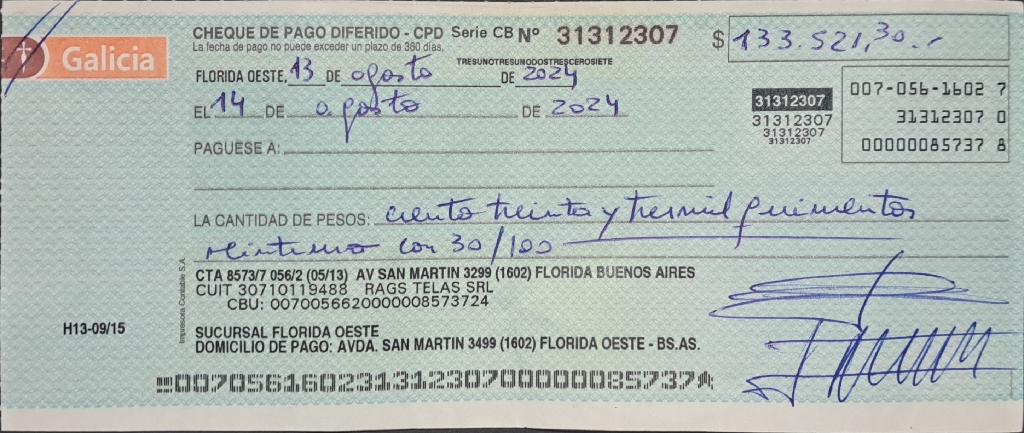 Galicia
CHEQUE DE PAGO DIFERIDO - CPD Serie CB Nº 31312307
La fecha de pago no puede exceder un plazo de 360 días.
$ 133.521,30.-
TRESUNOTRESUNODOSTRESCEROSIETE
FLORIDA OESTE, 13 DE agosto DE 2024
EL 14 DE agosto DE 2024
PAGUESE A:
31312307
31312307
31312307
31312307
007-056-1602 7
31312307 0
00000085737 8
LA CANTIDAD DE PESOS: ciento treinta y tres mil quinientos
veintiuno con 30/100
CTA 8573/7 056/2 (05/13) AV SAN MARTIN 3299 (1602) FLORIDA BUENOS AIRES
CUIT 30710119488 RAGS TELAS SRL
CBU: 0070056620000008573724
Impresora Contable S.A.
H13-09/15
SUCURSAL FLORIDA OESTE
DOMICILIO DE PAGO: AVDA. SAN MARTIN 3499 (1602) FLORIDA OESTE - BS.AS.
00705616023131230700000085737